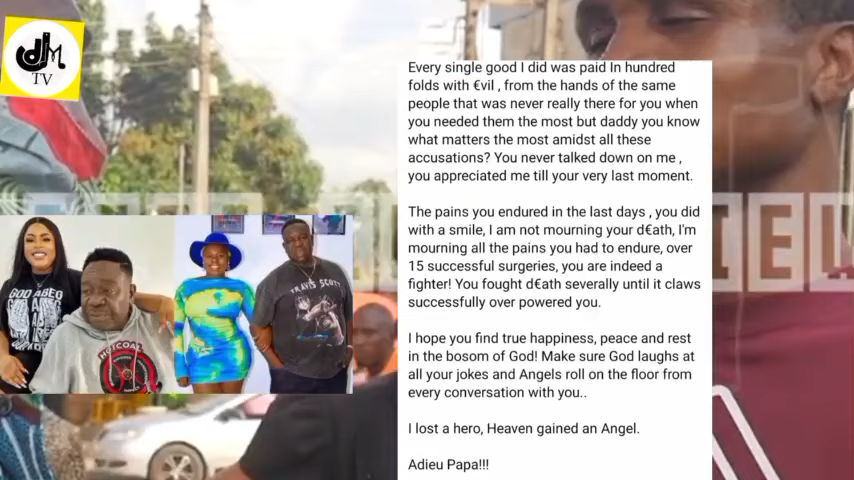 JM
TV
Every single good I did was paid In hundred
folds with €vil , from the hands of the same
people that was never really there for you when
you needed them the most but daddy you know
what matters the most amidst all these
accusations? You never talked down on me ,
you appreciated me till your very last moment.
The pains you endured in the last days , you did
with a smile, I am not mourning your d€ath, I'm
mourning all the pains you had to endure, over
15 successful surgeries, you are indeed a
fighter! You fought d€ath severally until it claws
successfully over powered you.
I hope you find true happiness, peace and rest
in the bosom of God! Make sure God laughs at
all your jokes and Angels roll on the floor from
every conversation with you..
I lost a hero, Heaven gained an Angel.
Adieu Papa!!!
GOD ABEG
HOTCOAL
TRAVIS SCOTT